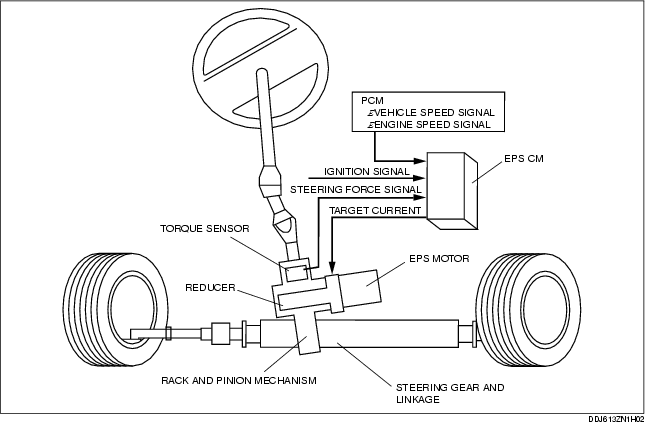 PCM
VEHICLE SPEED SIGNAL
ENGINE SPEED SIGNAL
EPS CM
IGNITION SIGNAL
STEERING FORCE SIGNAL
TARGET CURRENT
TORQUE SENSOR
EPS MOTOR
REDUCER
RACK AND PINION MECHANISM
STEERING GEAR AND
LINKAGE
DDJ613ZN1H02